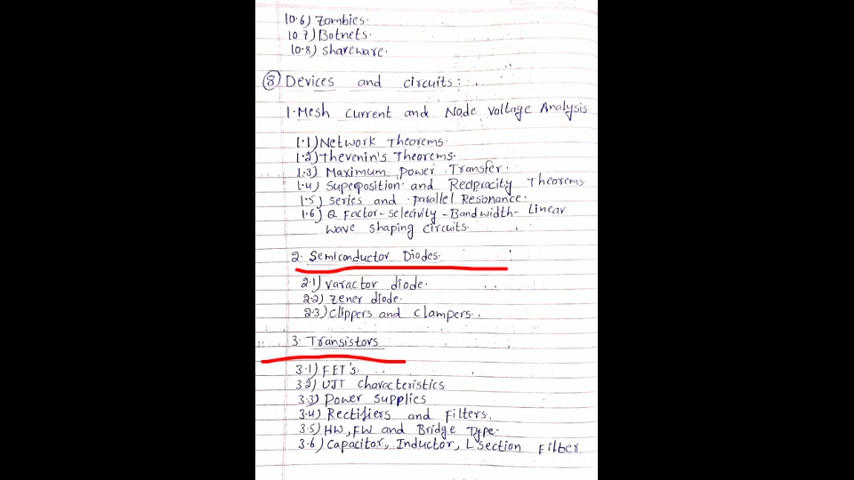 10.6) Zombies.
10.7) Botnets.
10.8) shareware.
8 Devices and circuits:
1. Mesh current and Node Voltage Analysis
1.1) Network Theorems.
1.2) Thevenin's Theorems.
1.3) Maximum Power Transfer.
1.4) Superposition and Reciprocity Theorems
1.5) series and parallel Resonance.
1.6) Q Factor-selecivity-Bandwidth-linear
wave shaping circuits.
2. Semiconductor Diodes.
2.1) varactor diode.
2.2) zener diode.
2.3) clippers and clampers.
3. Transistors
3.1) FET's.
3.2) UJT characteristics
3.3) Power supplies
3.4) Rectifiers and filters.
3.5) HW, FW and Bridge Type.
3.6) Capacitor, Inductor, L Section Filter